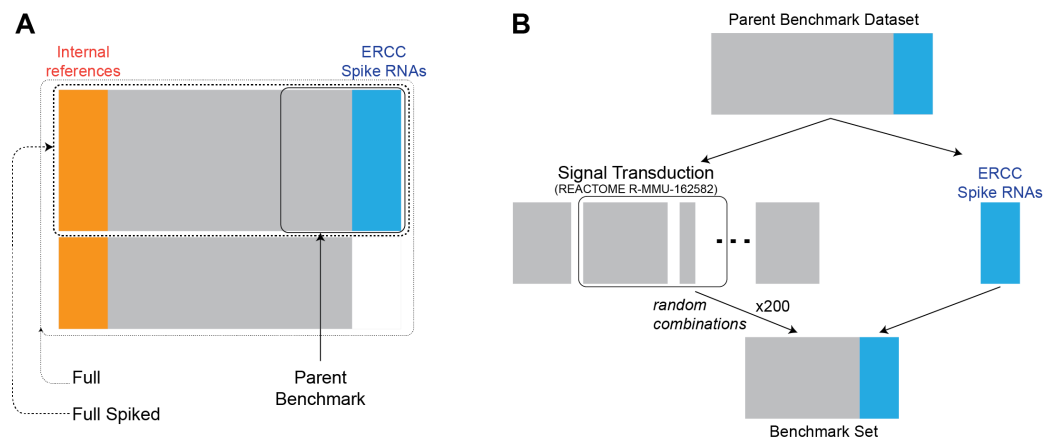 A
Internal
references
ERCC
Spike RNAs
Full
Full Spiked
Parent
Benchmark
B
Parent Benchmark Dataset
Signal Transduction
(REACTOME R-MMU-162582)
ERCC
Spike RNAs
random
combinations
x200
Benchmark Set